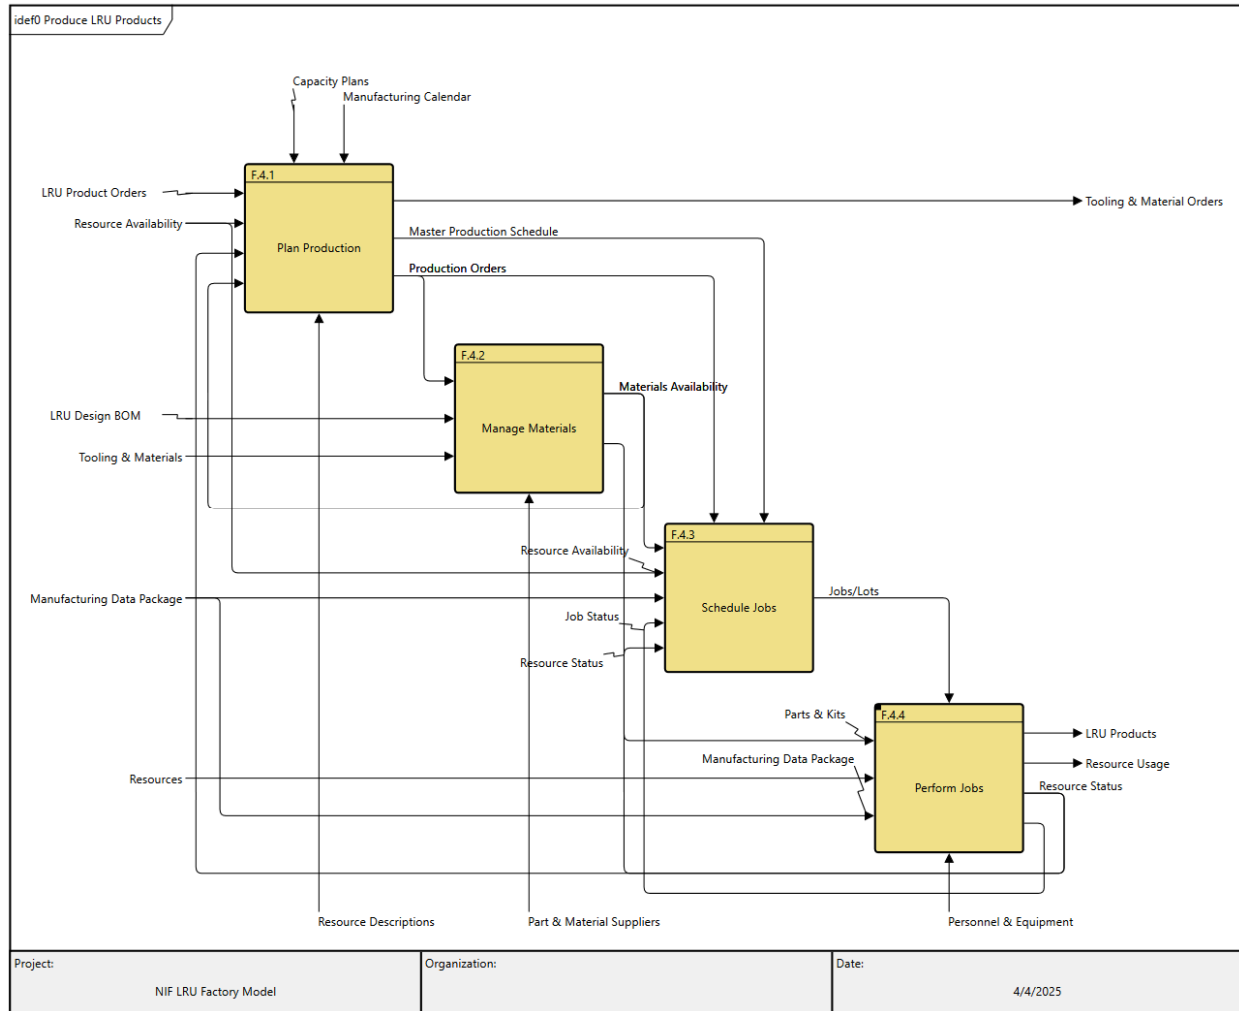 idef0 Produce LRU Products
Capacity Plans
Manufacturing Calendar
F.4.1
LRU Product Orders
Tooling & Material Orders
Resource Availability
Master Production Schedule
Plan Production
Production Orders
F.4.2
Materials Availability
LRU Design BOM
Manage Materials
Tooling & Materials
F.4.3
Resource Availability
Manufacturing Data Package
Jobs/Lots
Schedule Jobs
Job Status
Resource Status
Parts & Kits
F.4.4
LRU Products
Manufacturing Data Package
Resource Usage
Resources
Resource Status
Perform Jobs
Resource Descriptions
Part & Material Suppliers
Personnel & Equipment
Project:
NIF LRU Factory Model
Organization:
Date:
4/4/2025